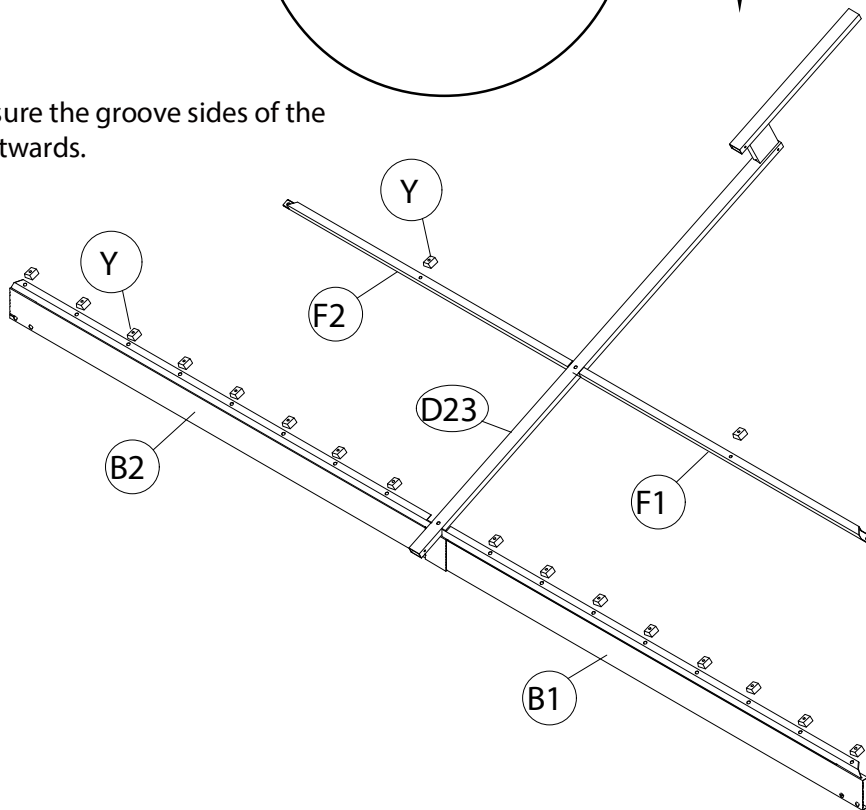 sure the groove sides of the
twards.
Y
Y
F2
D23
B2
F1
B1